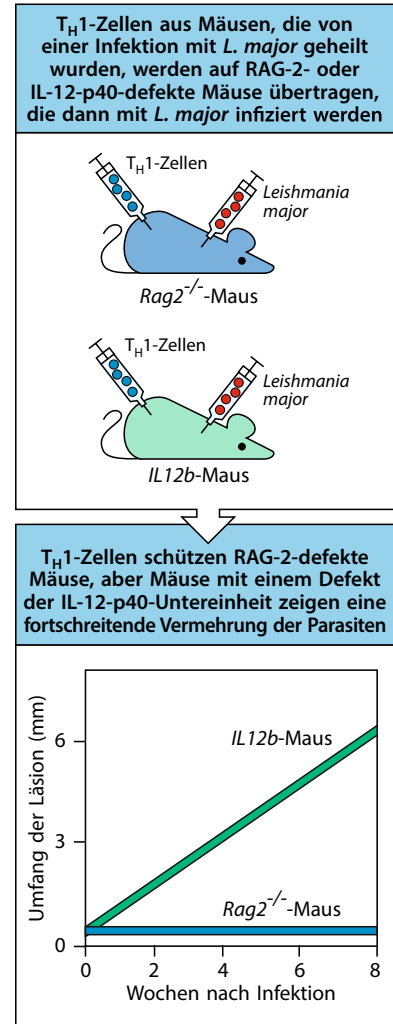 T_H1-Zellen aus Mäusen, die von
einer Infektion mit L. major geheilt
wurden, werden auf RAG-2- oder
IL-12-p40-defekte Mäuse übertragen,
die dann mit L. major infiziert werden
T_H1-Zellen
Leishmania
major
Rag2^-/--Maus
T_H1-Zellen
Leishmania
major
IL12b-Maus
T_H1-Zellen schützen RAG-2-defekte
Mäuse, aber Mäuse mit einem Defekt
der IL-12-p40-Untereinheit zeigen eine
fortschreitende Vermehrung der Parasiten
Umfang der Läsion (mm)
6
3
0
IL12b-Maus
Rag2^-/--Maus
0 2 4 6 8
Wochen nach Infektion